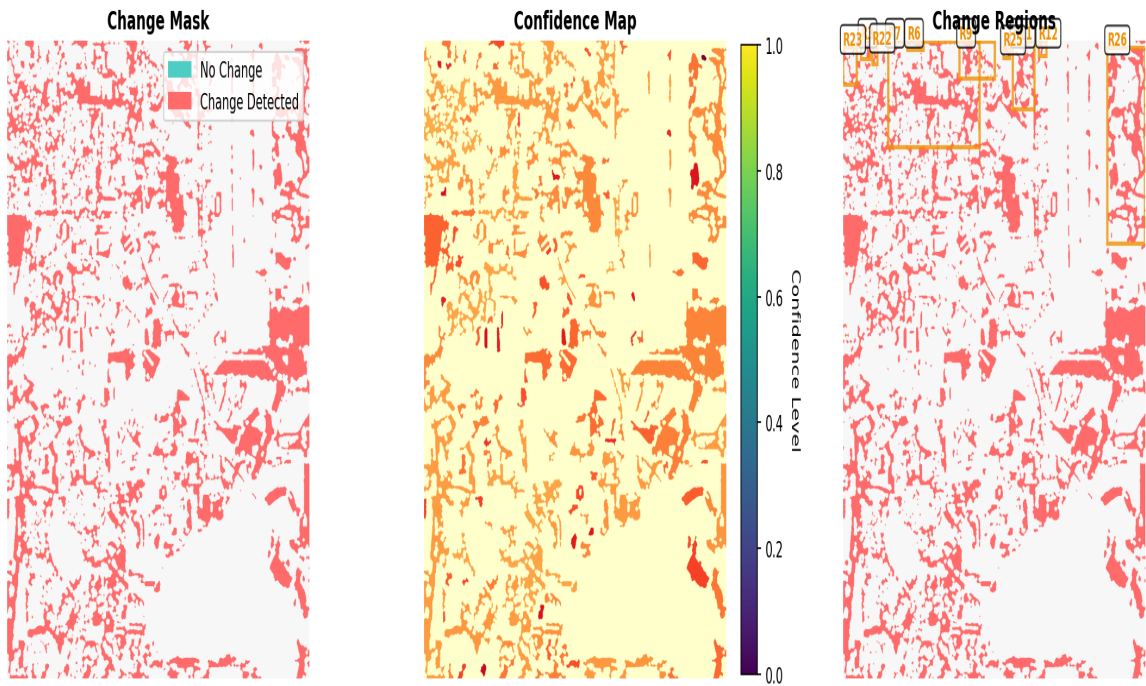 Change Mask
No Change
Change Detected
Confidence Map
1.0
0.8
0.6
0.4
0.2
0.0
Confidence Level
Change Regions
R23
R22
R6
R9
R25
R12
R26